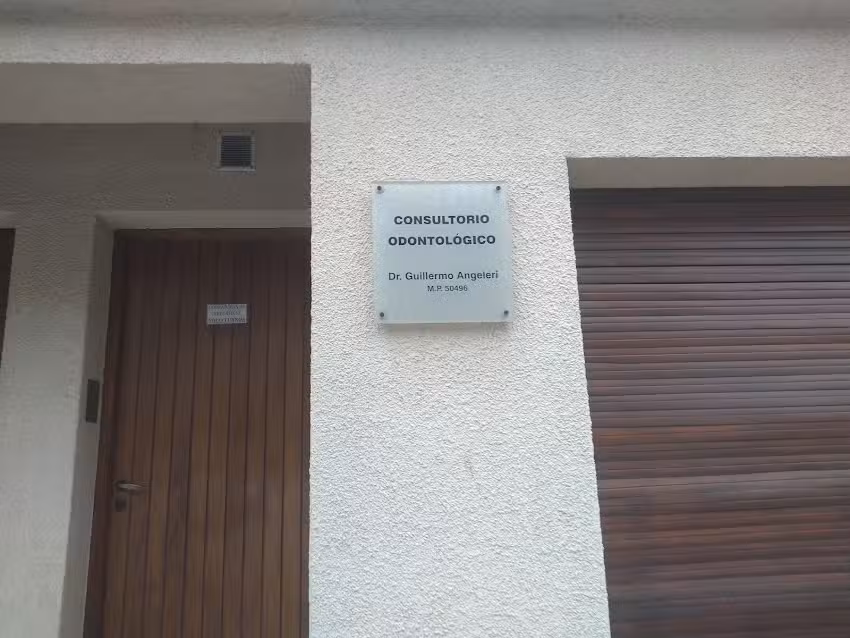 CONSULTORIO
ODONTOLÓGICO
Dr. Guillermo Angeleri
M.P. 50496